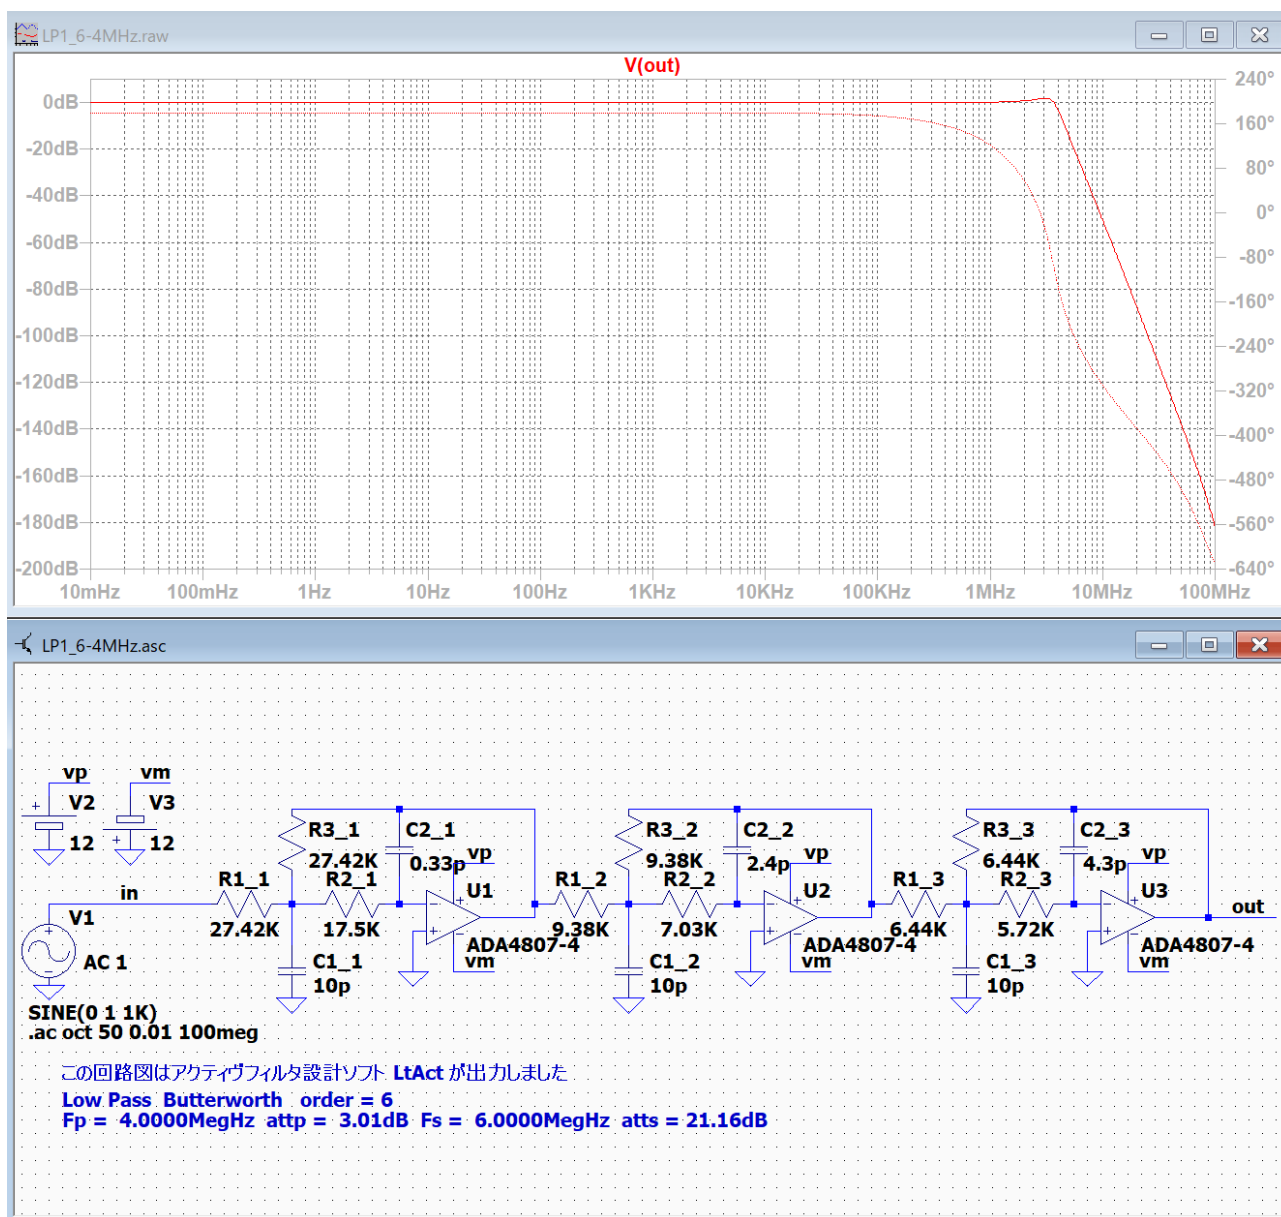 LP1_6-4MHz.raw
V(out)
0dB
-20dB
-40dB
-60dB
-80dB
-100dB
-120dB
-140dB
-160dB
-180dB
-200dB
240°
160°
80°
0°
-80°
-160°
-240°
-320°
-400°
-480°
-560°
-640°
10mHz 100mHz 1Hz 10Hz 100Hz 1KHz 10KHz 100KHz 1MHz 10MHz 100MHz
LP1_6-4MHz.asc
vp vm
V2 V3
12 12
R3_1 C2_1 R3_2 C2_2 R3_3 C2_3
27.42K 0.33p vp 9.38K 2.4p vp 6.44K 4.3p vp
in R1_1 R2_1 U1 R1_2 R2_2 U2 R1_3 R2_3 U3
out
V1
27.42K 17.5K 9.38K 7.03K 6.44K 5.72K
ADA4807-4 ADA4807-4 ADA4807-4
AC 1 C1_1 vm C1_2 vm C1_3 vm
10p 10p 10p
SINE(0 1 1K)
.ac oct 50 0.01 100meg
この回路図はアクティヴフィルタ設計ソフト LtAct が出力しました
Low Pass Butterworth order = 6
Fp = 4.0000MegHz attp = 3.01dB Fs = 6.0000MegHz atts = 21.16dB